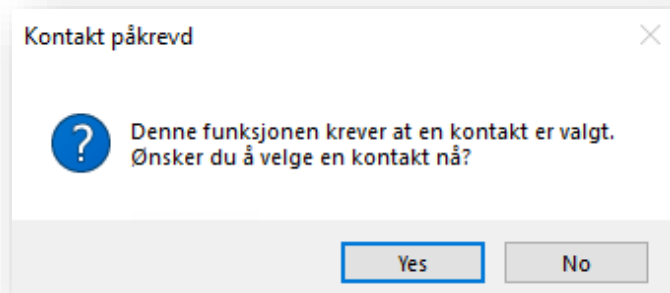 Kontakt påkrevd
Denne funksjonen krever at en kontakt er valgt.
Ønsker du å velge en kontakt nå?
Yes
No